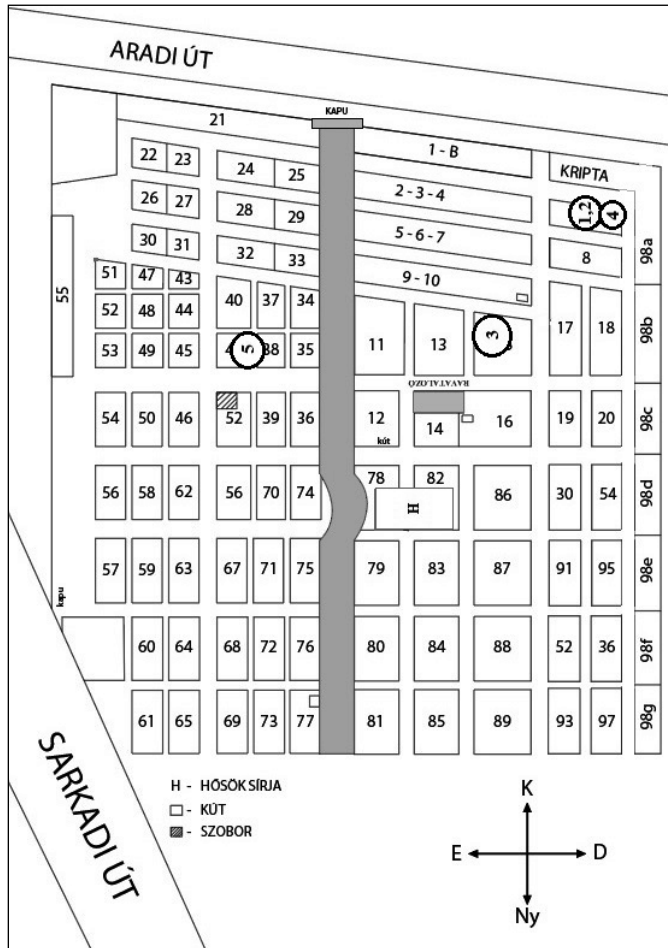 ARADI ÚT
KAPU
21
1 - B
KRIPTA
22 23
24 25
2 - 3 - 4
1,2 4
26 27
28 29
5 - 6 - 7
8
98a
30 31
32 33
9 - 10
55
51 47 43
40 37 34
11 13 3
17 18
98b
52 48 44
53 49 45
5 38 35
RAVATALOZÓ
54 50 46
52 39 36
12
kút
14 16
19 20
98c
56 58 62
56 70 74
78 82
H
86
30 54
98d
57 59 63
67 71 75
79 83 87
91 95
98e
kapu
60 64
68 72 76
80 84 88
52 36
98f
61 65
69 73 77
81 85 89
93 97
98g
SARKADI ÚT
H - HŐSÖK SÍRJA
- KÚT
- SZOBOR
K
E D
Ny